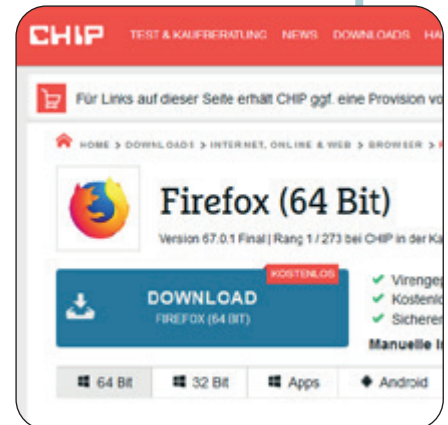 CHIP TEST & KAUFBERATUNG NEWS DOWNLOADS
Für Links auf dieser Seite erhält CHIP ggf. eine Provision
HOME > DOWNLOADS > INTERNET, ONLINE & WEB > BROWSER >
Firefox (64 Bit)
Version 67.0.1 Final | Rang 1 / 273 bei CHIP in der
KOSTENLOS
DOWNLOAD
FIREFOX (64 BIT)
Manuelle
64 Bit 32 Bit Apps Android